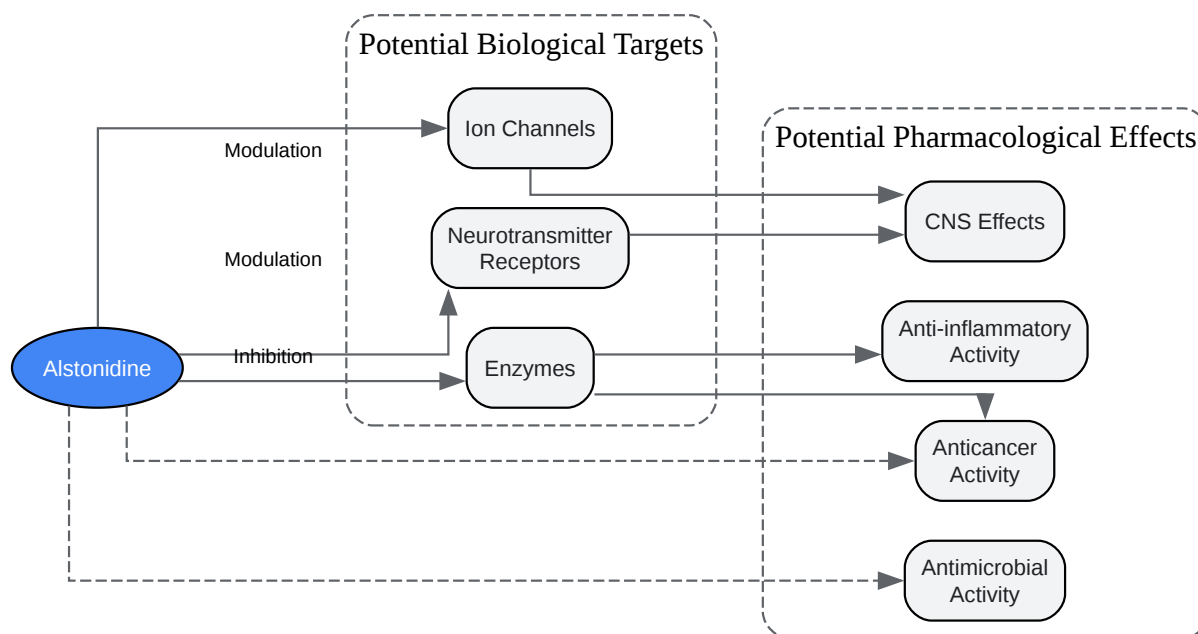 Potential Biological Targets
Ion Channels
Modulation
Potential Pharmacological Effects
CNS Effects
Neurotransmitter
Receptors
Modulation
Anti-inflammatory
Activity
Inhibition
Alstonidine
Enzymes
Anticancer
Activity
Antimicrobial
Activity